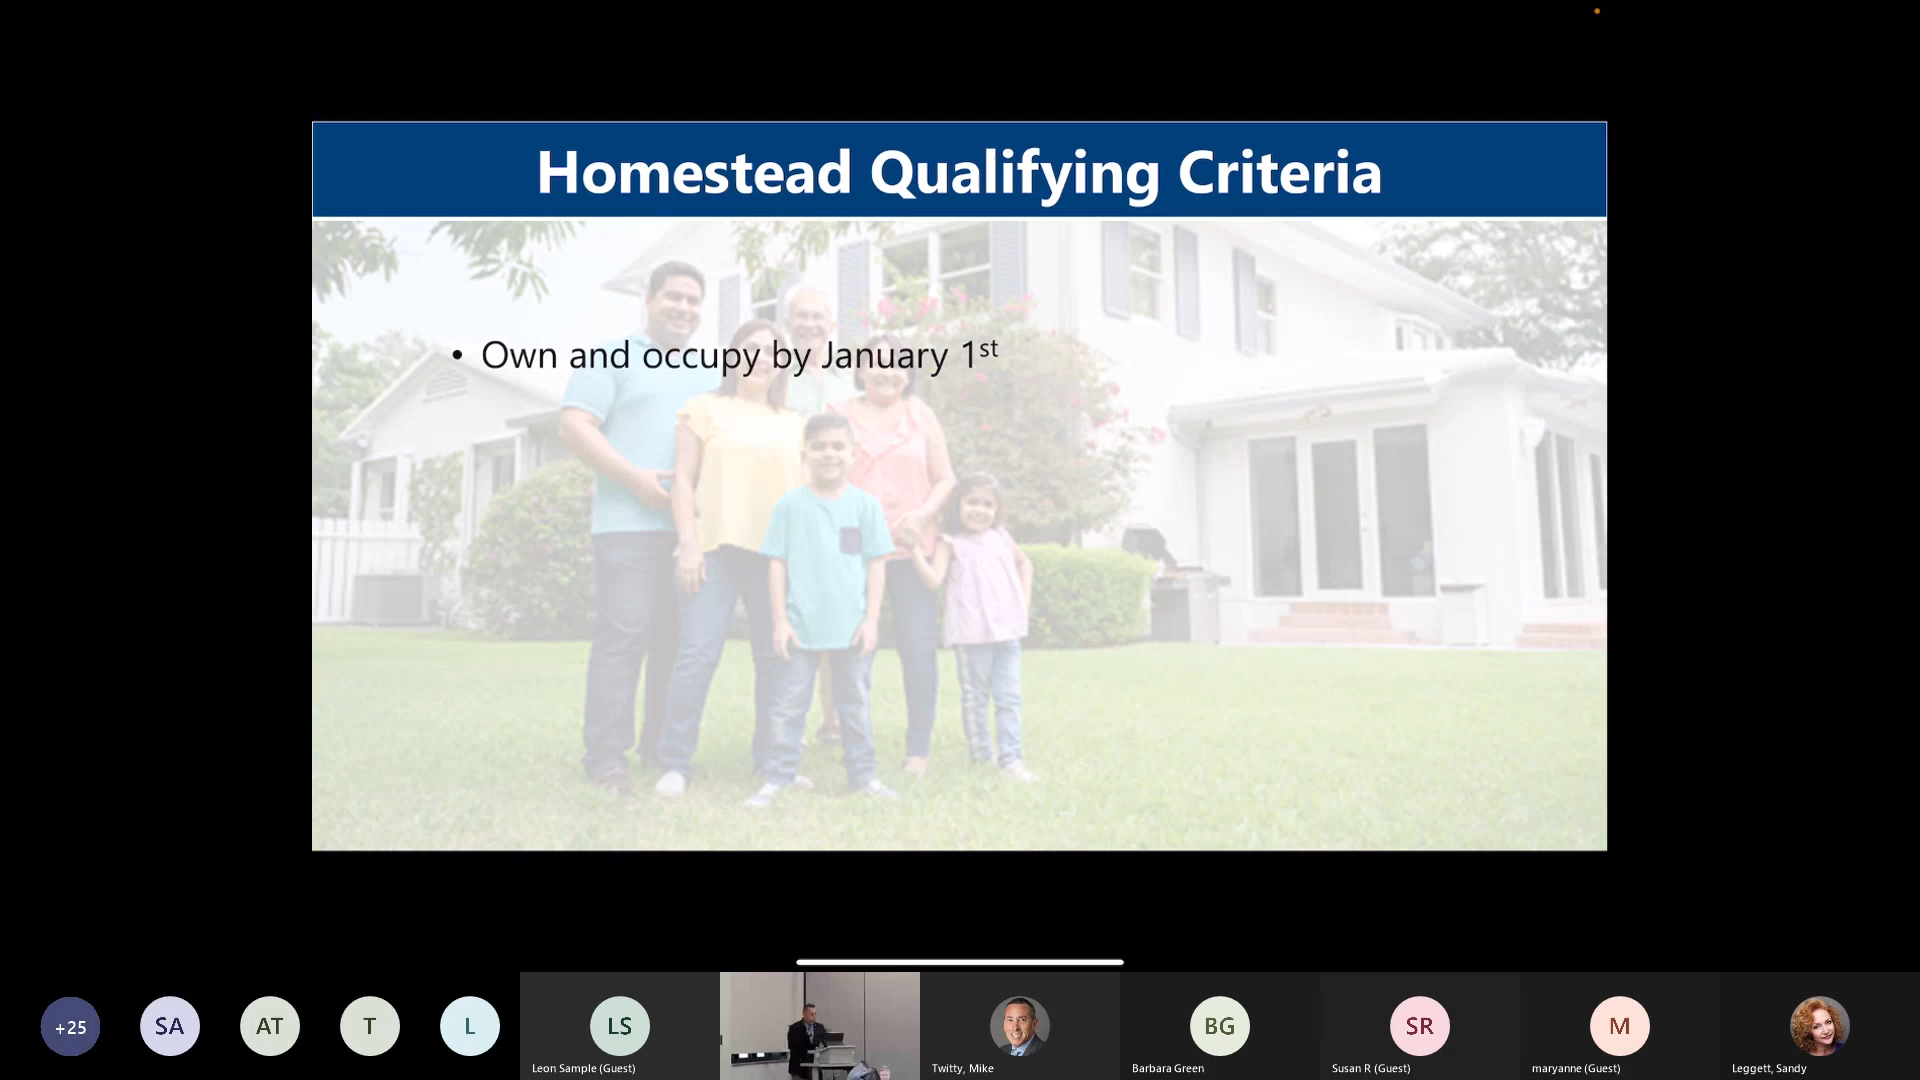 Homestead Qualifying Criteria
• Own and occupy by January 1st
+25
SA
AT
T
L
LS
BG
SR
M
Leon Sample (Guest)
Twitty, Mike
Barbara Green
Susan R (Guest)
maryanne (Guest)
Leggett, Sandy